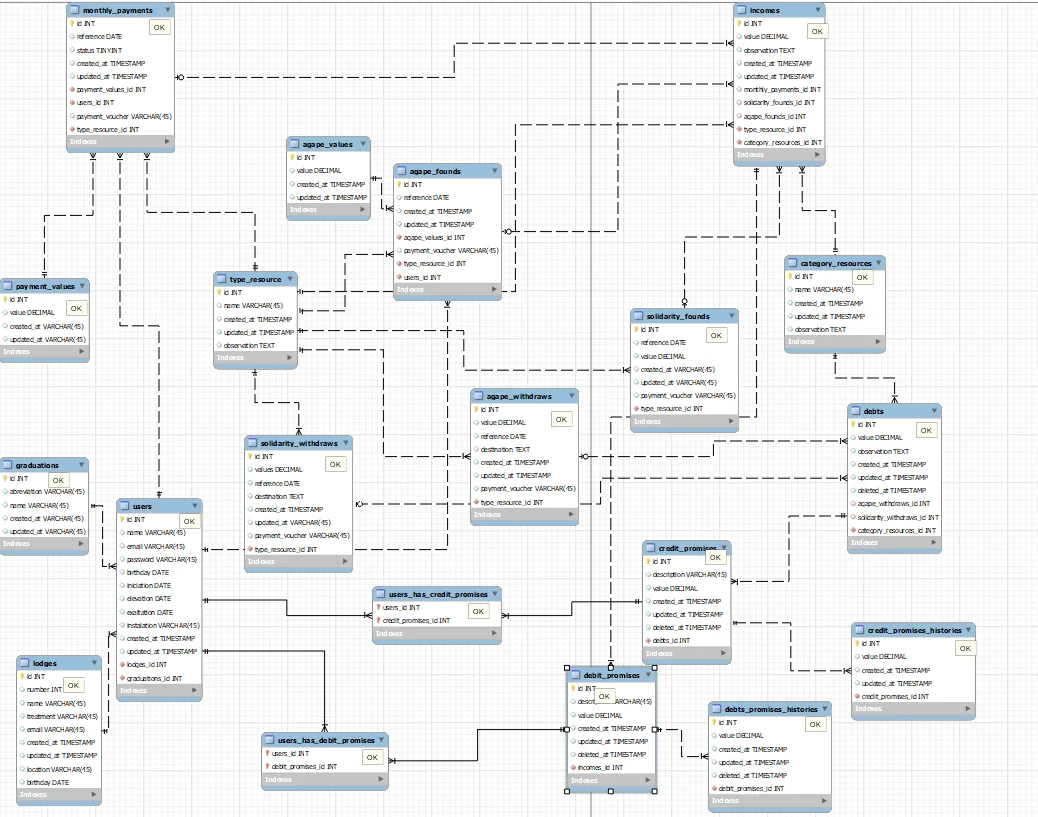 monthly_payments
id INT
OK
reference DATE
status TINYINT
created_at TIMESTAMP
updated_at TIMESTAMP
payment_values_id INT
users_id INT
payment_voucher VARCHAR(45)
type_resource_id INT
Indexes
incomes
id INT
OK
value DECIMAL
observation TEXT
created_at TIMESTAMP
updated_at TIMESTAMP
monthly_payments_id INT
solidarity_founds_id INT
agape_founds_id INT
type_resource_id INT
category_resources_id INT
Indexes
agape_values
id INT
value DECIMAL
created_at TIMESTAMP
updated_at TIMESTAMP
Indexes
agape_founds
id INT
reference DATE
created_at TIMESTAMP
updated_at TIMESTAMP
agape_values_id INT
payment_voucher VARCHAR(45)
type_resource_id INT
users_id INT
Indexes
payment_values
id INT
OK
value DECIMAL
created_at VARCHAR(45)
updated_at VARCHAR(45)
Indexes
type_resource
id INT
name VARCHAR(45)
created_at TIMESTAMP
updated_at TIMESTAMP
observation TEXT
Indexes
category_resources
id INT
OK
name VARCHAR(45)
created_at TIMESTAMP
updated_at TIMESTAMP
observation TEXT
Indexes
solidarity_founds
id INT
OK
reference DATE
value DECIMAL
created_at VARCHAR(45)
updated_at VARCHAR(45)
payment_voucher VARCHAR(45)
type_resource_id INT
Indexes
agape_withdraws
id INT
OK
value DECIMAL
reference DATE
destination TEXT
created_at TIMESTAMP
updated_at TIMESTAMP
payment_voucher VARCHAR(45)
type_resource_id INT
Indexes
debts
id INT
OK
value DECIMAL
observation TEXT
created_at TIMESTAMP
updated_at TIMESTAMP
deleted_at TIMESTAMP
agape_withdraws_id INT
solidarity_withdraws_id INT
category_resources_id INT
Indexes
solidarity_withdraws
id INT
OK
values DECIMAL
reference DATE
destination TEXT
created_at TIMESTAMP
updated_at VARCHAR(45)
payment_voucher VARCHAR(45)
type_resource_id INT
Indexes
graduations
id INT
OK
abreviation VARCHAR(45)
name VARCHAR(45)
created_at VARCHAR(45)
updated_at VARCHAR(45)
Indexes
users
id INT
OK
name VARCHAR(45)
email VARCHAR(45)
password VARCHAR(45)
birthday DATE
iniciation DATE
elevation DATE
exaltation DATE
instalation VARCHAR(45)
created_at TIMESTAMP
updated_at TIMESTAMP
lodges_id INT
graduations_id INT
Indexes
credit_promises
id INT
OK
description VARCHAR(45)
value DECIMAL
created_at TIMESTAMP
updated_at TIMESTAMP
deleted_at TIMESTAMP
debts_id INT
Indexes
users_has_credit_promises
users_id INT
OK
credit_promises_id INT
Indexes
credit_promises_histories
id INT
OK
value DECIMAL
created_at TIMESTAMP
updated_at TIMESTAMP
credit_promises_id INT
Indexes
lodges
id INT
OK
number INT
name VARCHAR(45)
treatment VARCHAR(45)
email VARCHAR(45)
created_at TIMESTAMP
updated_at TIMESTAMP
location VARCHAR(45)
birthday DATE
Indexes
debit_promises
id INT
OK
VARCHAR(45)
value DECIMAL
created_at TIMESTAMP
updated_at TIMESTAMP
deleted_at TIMESTAMP
incomes_id INT
Indexes
debts_promises_histories
id INT
OK
value DECIMAL
created_at TIMESTAMP
updated_at TIMESTAMP
deleted_at TIMESTAMP
debit_promises_id INT
Indexes
users_has_debit_promises
users_id INT
OK
debit_promises_id INT
Indexes